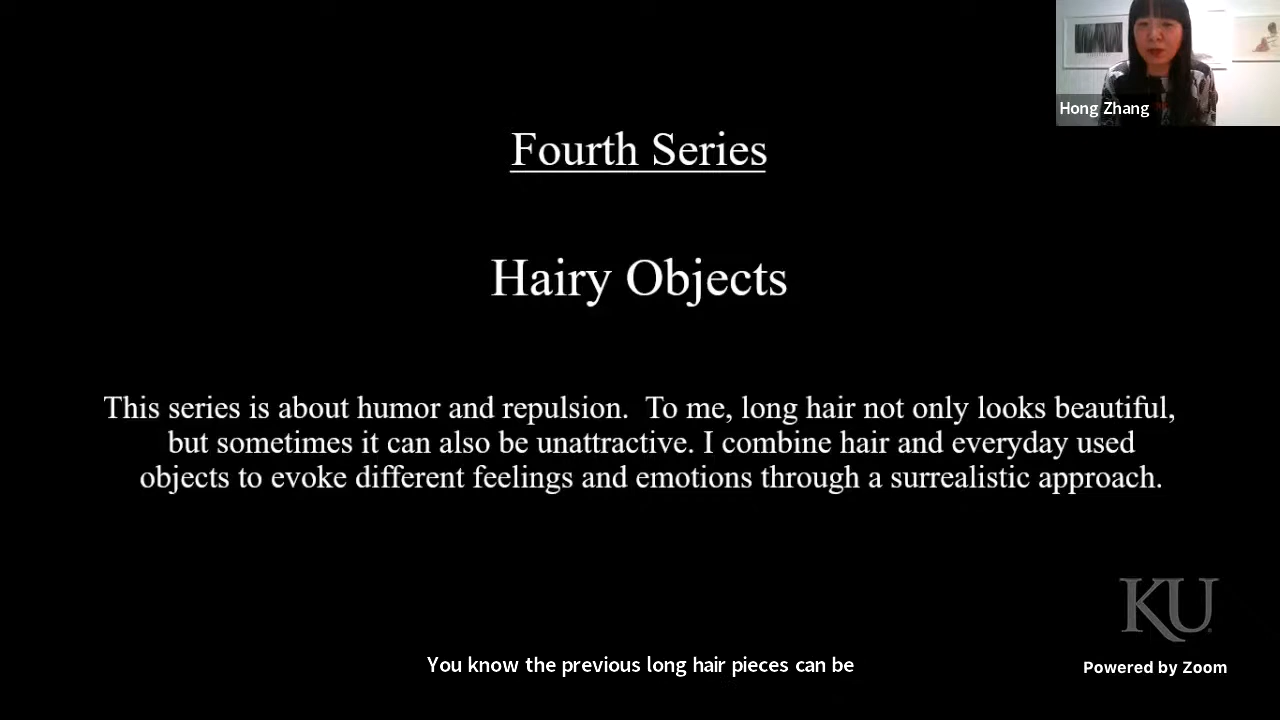 Hong Zhang
Fourth Series
Hairy Objects
This series is about humor and repulsion.  To me, long hair not only looks beautiful,
but sometimes it can also be unattractive. I combine hair and everyday used
objects to evoke different feelings and emotions through a surrealistic approach.
KU
You know the previous long hair pieces can be
Powered by Zoom